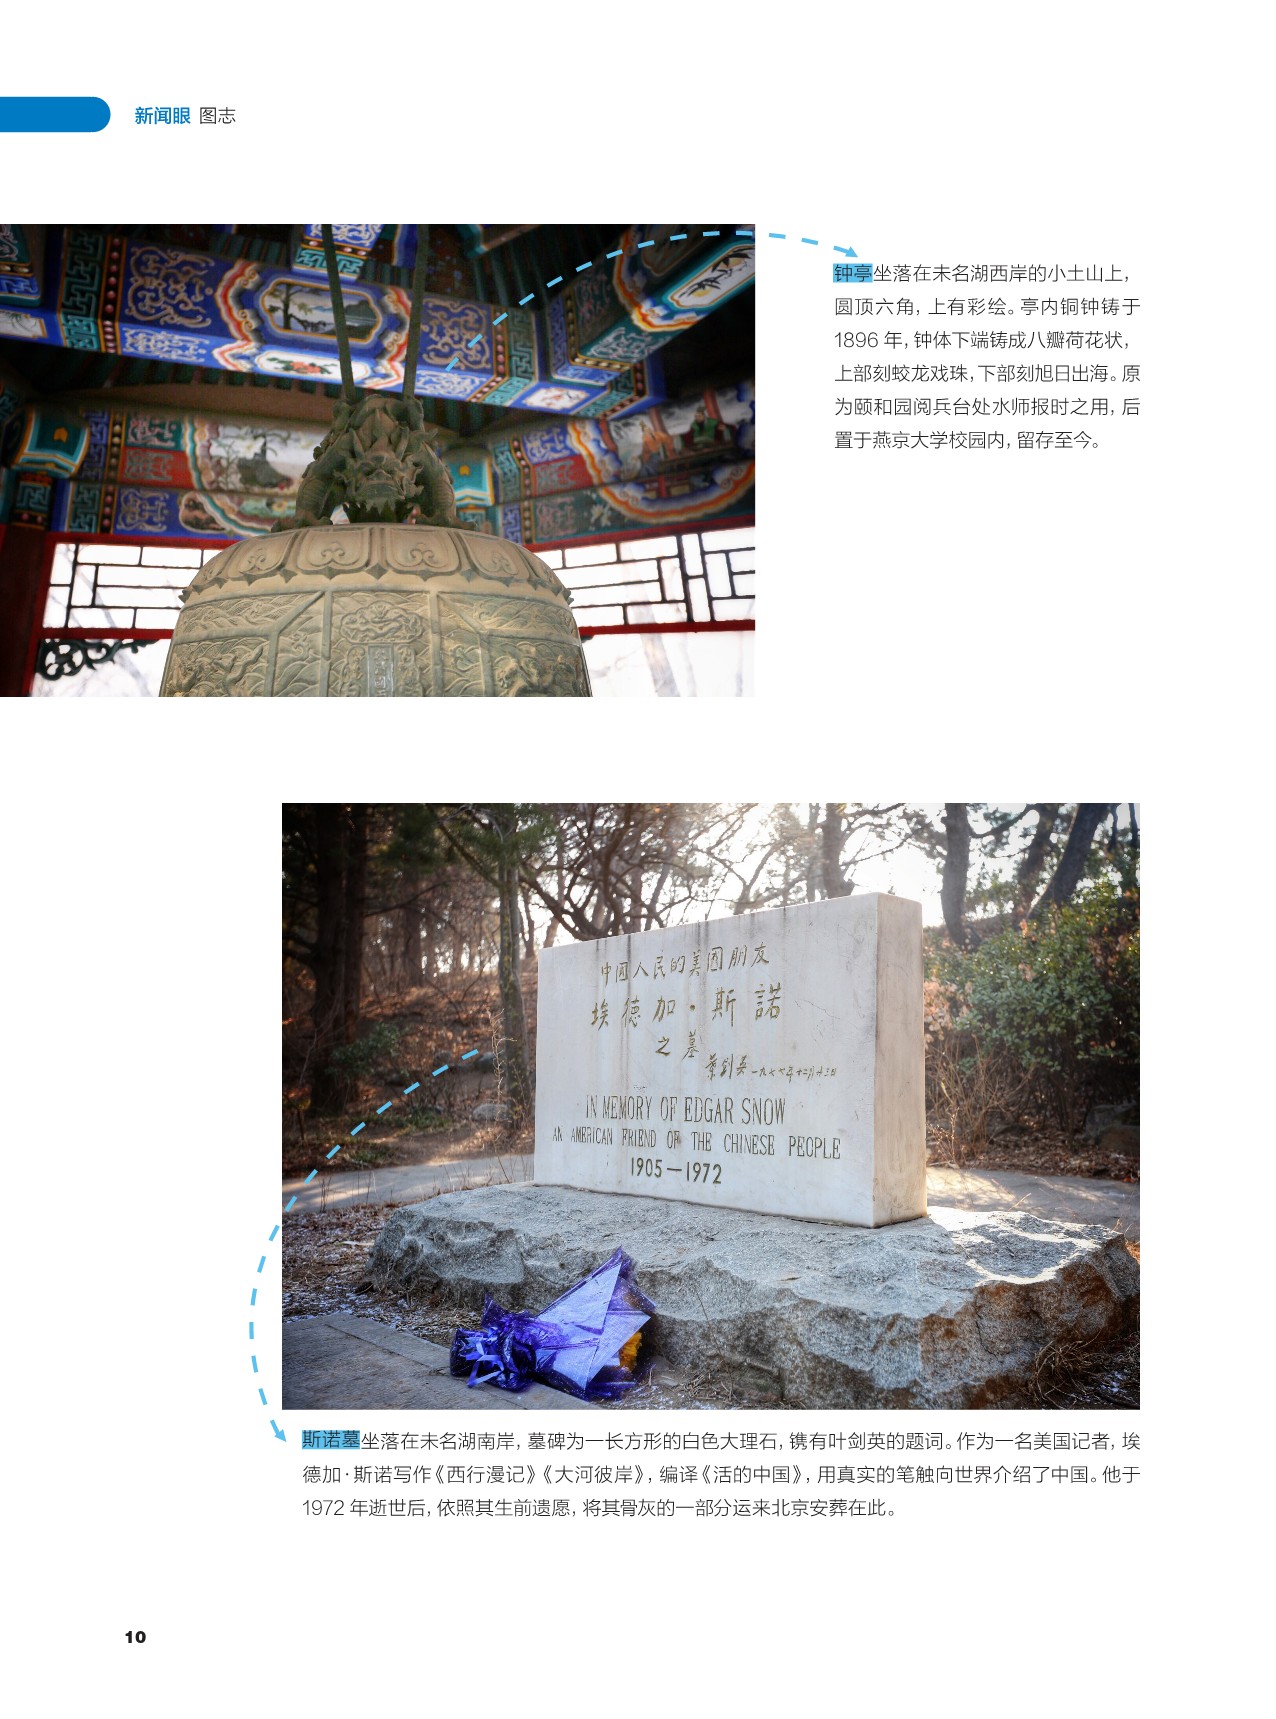 新闻眼 图志
钟亭坐落在未名湖西岸的小土山上，
圆顶六角，上有彩绘。亭内铜钟铸于
1896 年，钟体下端铸成八瓣荷花状，
上部刻蛟龙戏珠，下部刻旭日出海。原
为颐和园阅兵台处水师报时之用，后
置于燕京大学校园内，留存至今。
中國人民的美國朋友
埃德加·斯諾
之墓
葉劍英 一九七七年十二月十三日
IN MEMORY OF EDGAR SNOW
AN AMERICAN FRIEND OF THE CHINESE PEOPLE
1905—1972
斯诺墓坐落在未名湖南岸，墓碑为一长方形的白色大理石，镌有叶剑英的题词。作为一名美国记者，埃
德加·斯诺写作《西行漫记》《大河彼岸》，编译《活的中国》，用真实的笔触向世界介绍了中国。他于
1972 年逝世后，依照其生前遗愿，将其骨灰的一部分运来北京安葬在此。
10